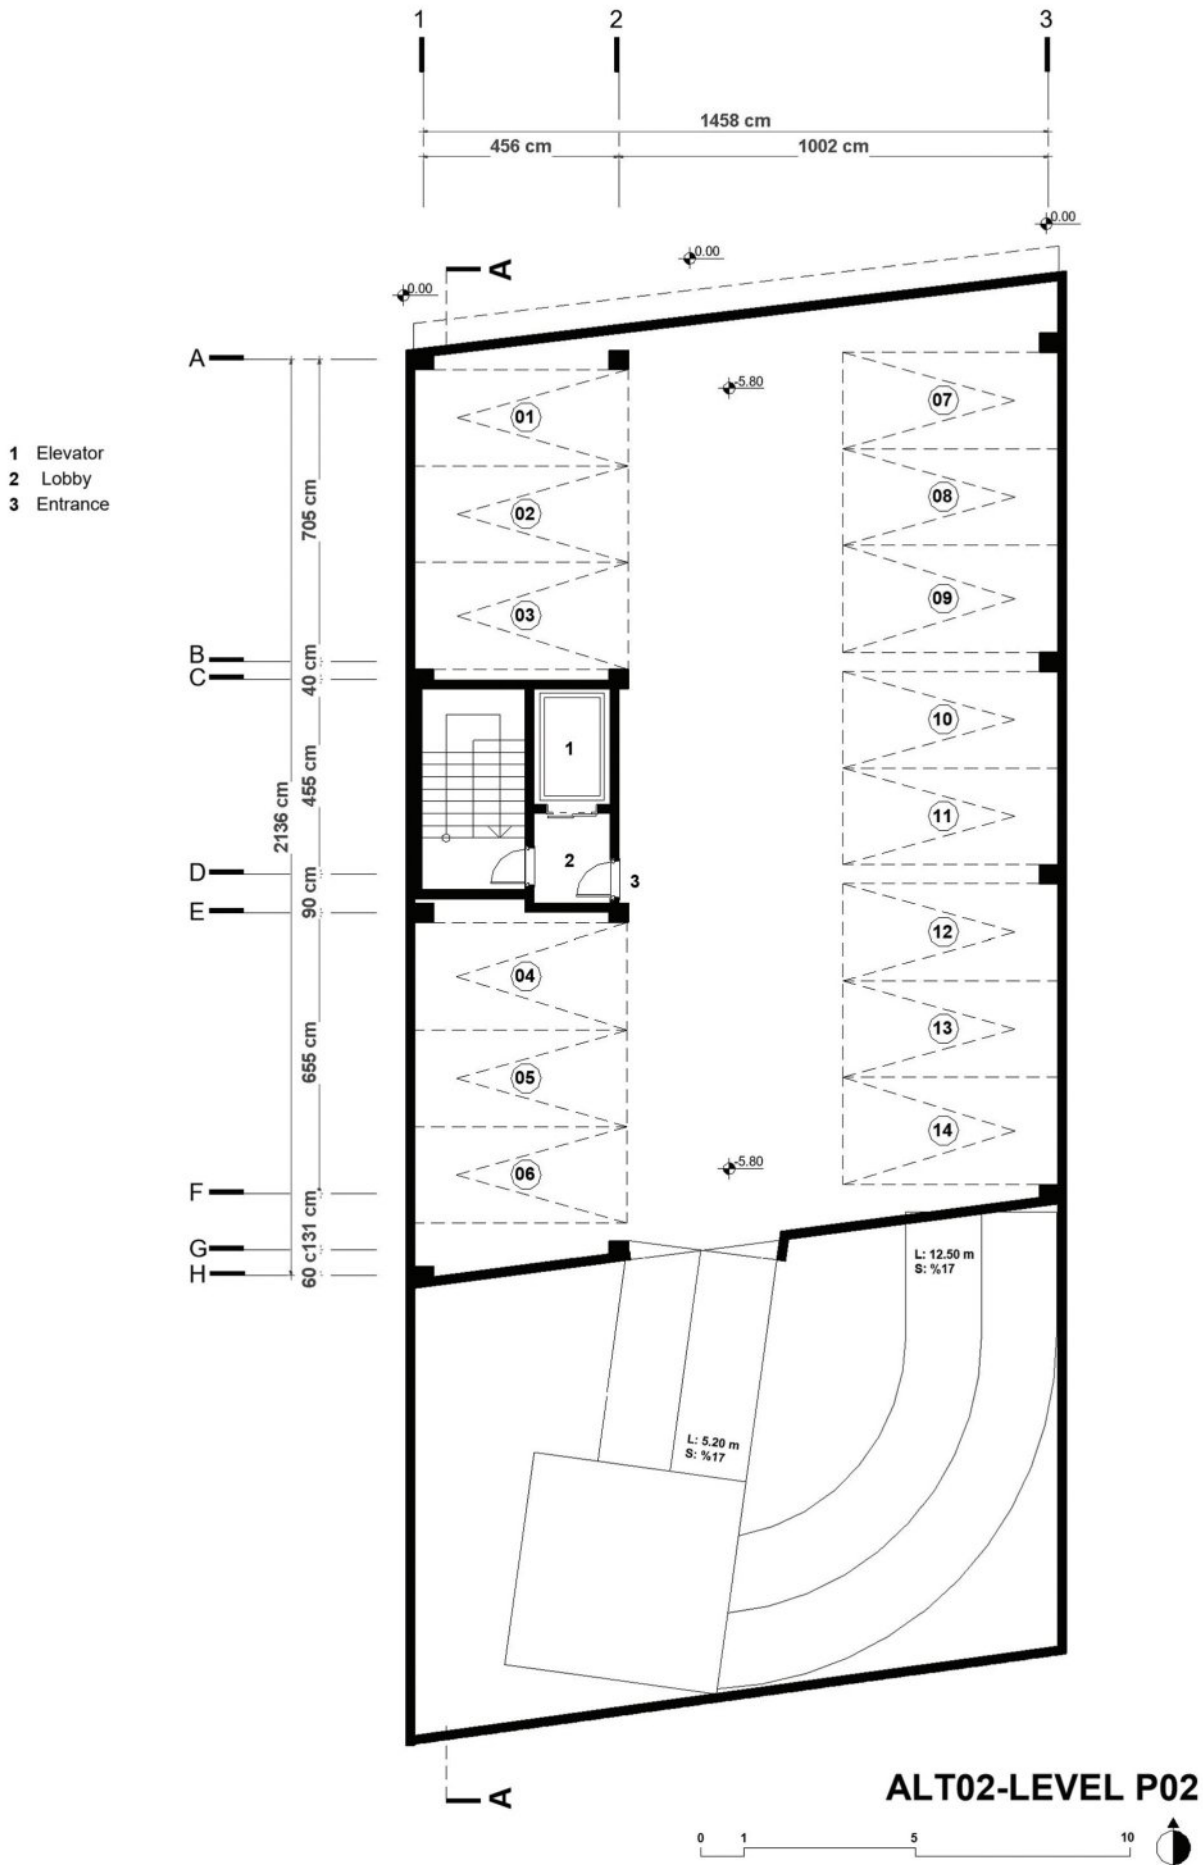 1 2 3
1458 cm
456 cm 1002 cm
0.00
0.00
0.00
A
A
-5.80
01
07
1 Elevator
2 Lobby
3 Entrance
02
08
705 cm
03
09
B
C
40 cm
10
1
455 cm
2136 cm
11
2
3
D
90 cm
E
12
04
13
655 cm
05
14
06
-5.80
F
131 cm
G
H
60 c
L: 12.50 m
S: %17
L: 5.20 m
S: %17
A
ALT02-LEVEL P02
0 1 5 10